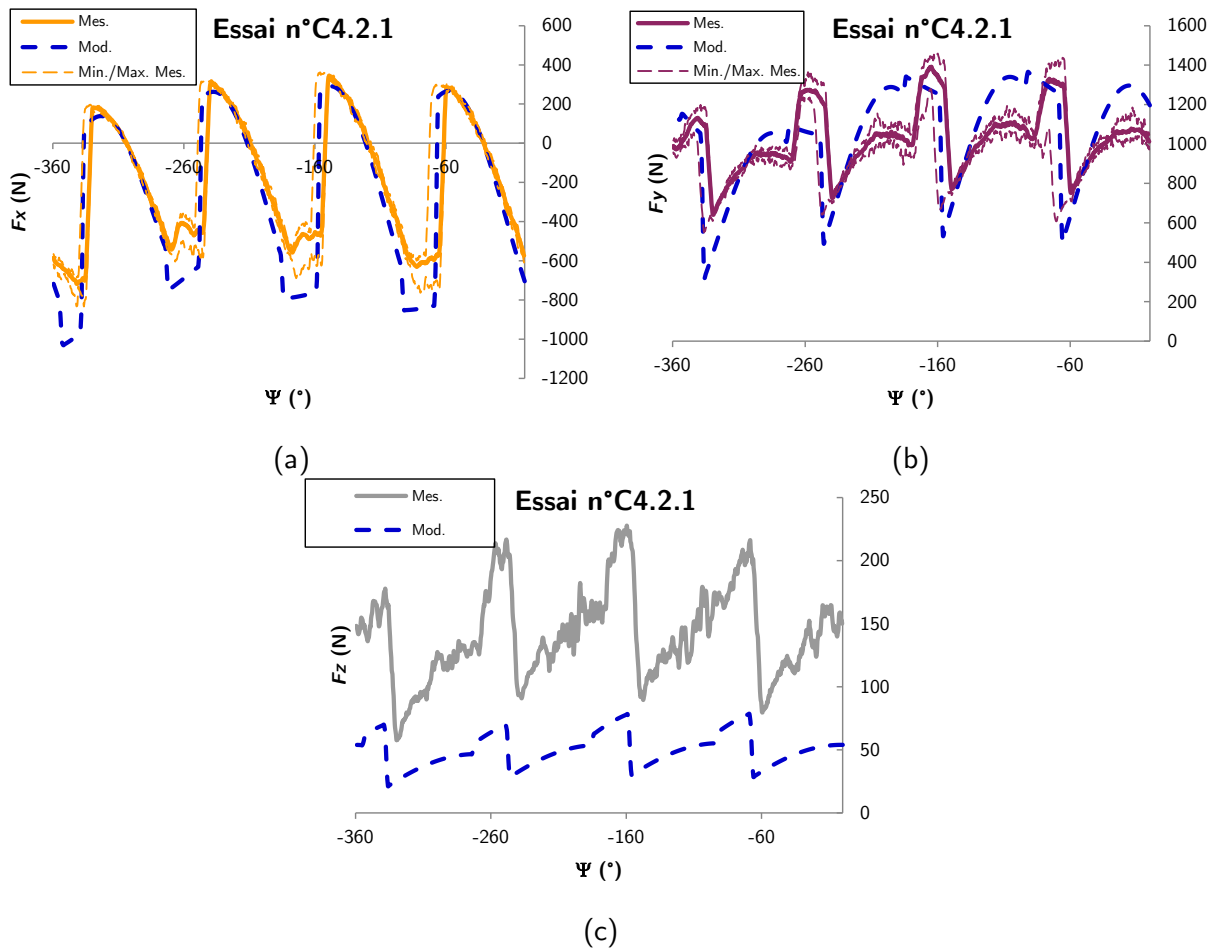 Essai n°C4.2.1
Mes.
Mod.
Min./Max. Mes.
600
400
200
0
-200
-400
-600
-800
-1000
-1200
-360
-260
-160
-60
Fx (N)
Ψ (°)
(a)
Essai n°C4.2.1
Mes.
Mod.
Min./Max. Mes.
1600
1400
1200
1000
800
600
400
200
0
-360
-260
-160
-60
Fy (N)
Ψ (°)
(b)
Essai n°C4.2.1
Mes.
Mod.
250
200
150
100
50
0
-360
-260
-160
-60
Fz (N)
Ψ (°)
(c)